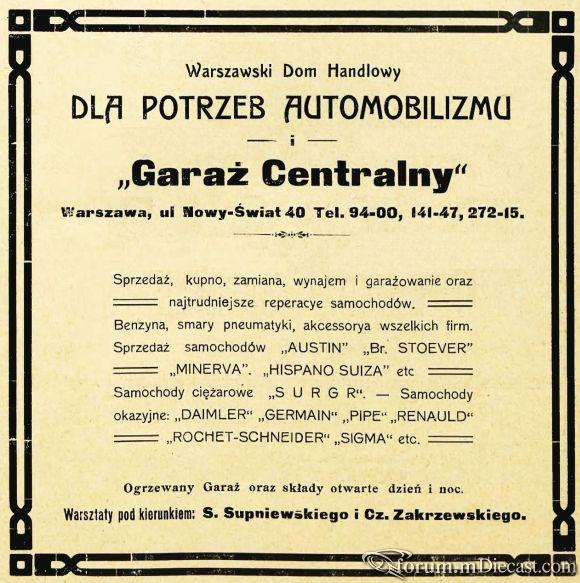 Warszawski Dom Handlowy
DLA POTRZEB AUTOMOBILIZMU
— i —
„Garaż Centralny“
Warszawa, ul Nowy-Świat 40 Tel. 94-00, 141-47, 272-15.
Sprzedaż, kupno, zamiana, wynajem i garażowanie oraz
najtrudniejsze reperacye samochodów.
Benzyna, smary pneumatyki, akcessorya wszelkich firm.
Sprzedaż samochodów „AUSTIN“ „Br. STOEVER“
„MINERVA“. „HISPANO SUIZA“ etc
Samochody ciężarowe „S U R G R“. — Samochody
okazyjne: „DAIMLER“ „GERMAIN“ „PIPE“ „RENAULD“
„ROCHET-SCHNEIDER“ „SIGMA“ etc.
Ogrzewany Garaż oraz składy otwarte dzień i noc.
Warsztaty pod kierunkiem: S. Supniewskiego i Cz. Zakrzewskiego.
forum.mDiecast.com